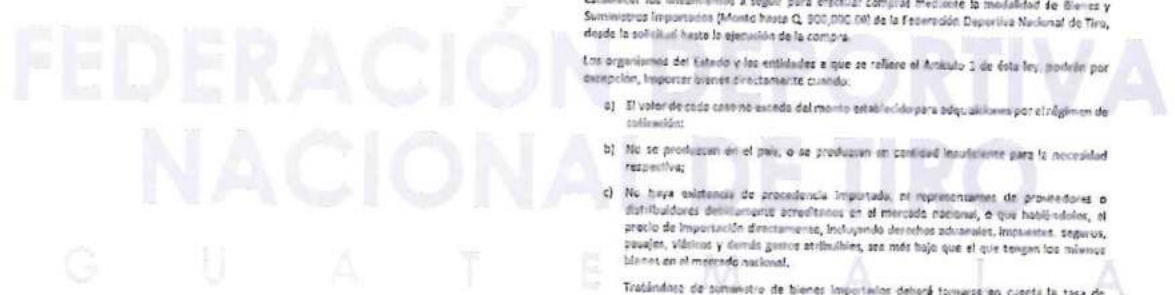 Establecer los lineamientos a seguir para efectuar compras mediante la modalidad de Bienes y
Suministros Importados (Monto hasta Q. 900,000.00) de la Federación Deportiva Nacional de Tiro,
desde la solicitud hasta la ejecución de la compra.
Los organismos del Estado y las entidades a que se refiere el Artículo 1 de ésta ley, podrán por
excepción, importar bienes directamente cuando:
a) El valor de cada caso no exceda del monto establecido para adquisiciones por el régimen de
cotización;
b) No se produzcan en el país, o se produzcan en cantidad insuficiente para la necesidad
respectiva;
c) No haya existencia de procedencia importada, ni representantes de proveedores o
distribuidores debidamente acreditados en el mercado nacional, o que habiéndolos, el
precio de importación directamente, incluyendo derechos aduanales, impuestos, seguros,
pasajes, viáticos y demás gastos atribuibles, sea más bajo que el que tengan los mismos
bienes en el mercado nacional.
Tratándose de suministro de bienes importados deberá tomarse en cuenta la tasa de
FEDERACIÓN DEPORTIVA
NACIONAL DE TIRO
GUATEMALA